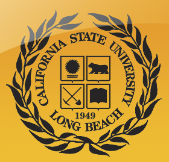 CALIFORNIA STATE UNIVERSITY
1949
LONG BEACH